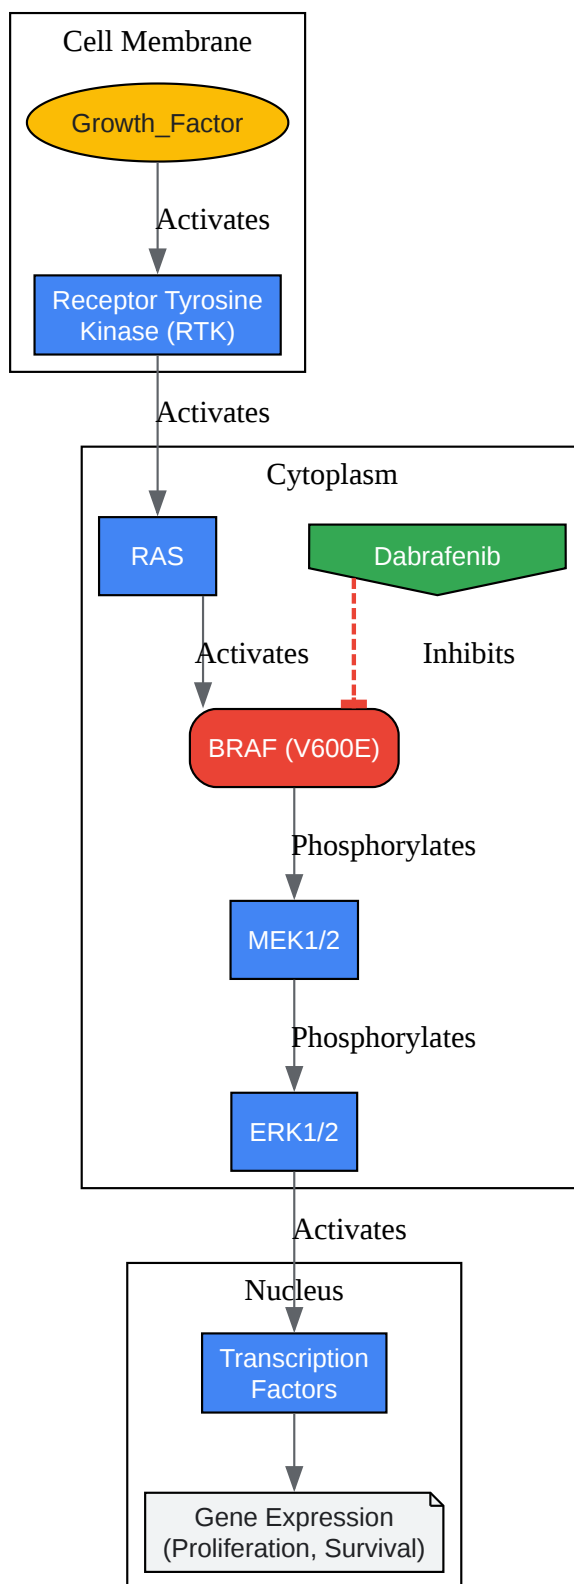 Cell Membrane
Growth_Factor
Activates
Receptor Tyrosine
Kinase (RTK)
Activates
Cytoplasm
RAS
Dabrafenib
Activates
Inhibits
BRAF (V600E)
Phosphorylates
MEK1/2
Phosphorylates
ERK1/2
Activates
Nucleus
Transcription
Factors
Gene Expression
(Proliferation, Survival)